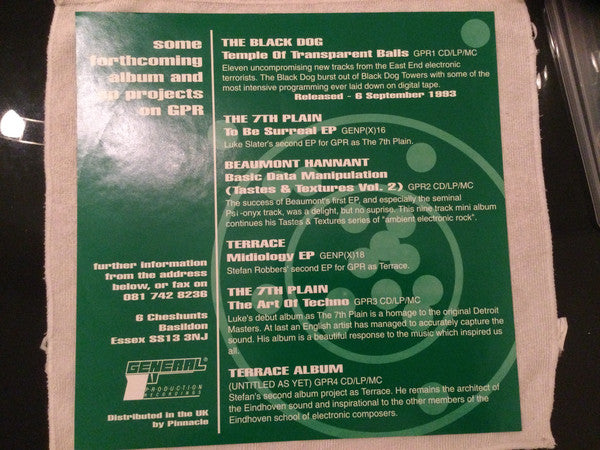 some
forthcoming
album and
ep projects
on GPR
further information
from the address
below, or fax on
081 742 8236
6 Cheshunts
Basildon
Essex SS13 3NJ
GENERAL
PRODUCTION
RECORDINGS
Distributed in the UK
by Pinnacle
THE BLACK DOG
Temple Of Transparent Balls GPR1 CD/LP/MC
Eleven uncompromising new tracks from the East End electronic
terrorists. The Black Dog burst out of Black Dog Towers with some of the
most intensive programming ever laid down on digital tape.
Released - 6 September 1993
THE 7TH PLAIN
To Be Surreal EP GENP(X)16
Luke Slater's second EP for GPR as The 7th Plain.
BEAUMONT HANNANT
Basic Data Manipulation
(Tastes & Textures Vol. 2) GPR2 CD/LP/MC
The success of Beaumont's first EP, and especially the seminal
Psi-onyx track, was a delight, but no suprise. This nine track mini album
continues his Tastes & Textures series of "ambient electronic rock".
TERRACE
Midiology EP GENP(X)18
Stefan Robbers' second EP for GPR as Terrace.
THE 7TH PLAIN
The Art Of Techno GPR3 CD/LP/MC
Luke's debut album as The 7th Plain is a homage to the original Detroit
Masters. At last an English artist has managed to accurately capture the
sound. His album is a beautiful response to the music which inspired us
all.
TERRACE ALBUM
(UNTITLED AS YET) GPR4 CD/LP/MC
Stefan's second album project as Terrace. He remains the architect of
the Eindhoven sound and inspirational to the other members of the
Eindhoven school of electronic composers.